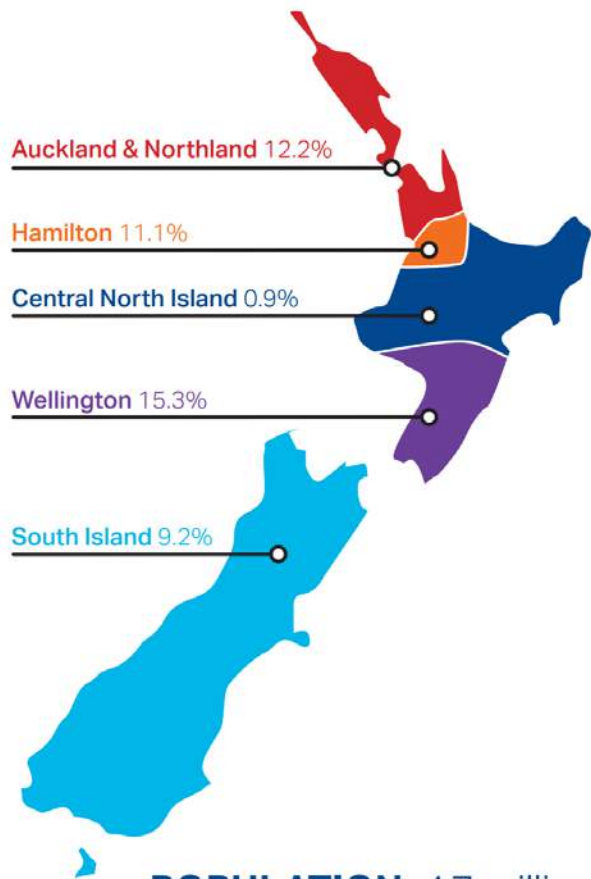 Auckland & Northland 12.2%
Hamilton 11.1%
Central North Island 0.9%
Wellington 15.3%
South Island 9.2%